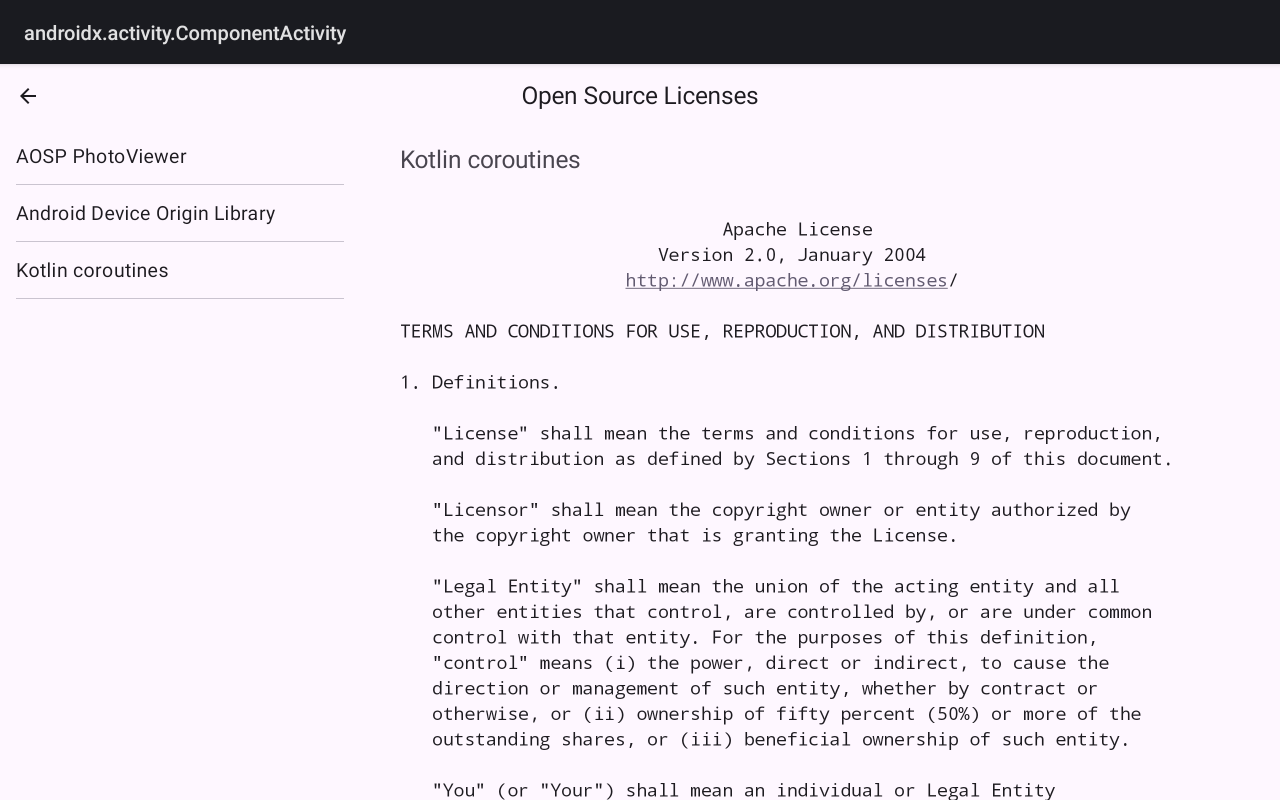 androidx.activity.ComponentActivity
Open Source Licenses
AOSP PhotoViewer
Android Device Origin Library
Kotlin coroutines
Kotlin coroutines
Apache License
Version 2.0, January 2004
http://www.apache.org/licenses/
TERMS AND CONDITIONS FOR USE, REPRODUCTION, AND DISTRIBUTION
1. Definitions.
"License" shall mean the terms and conditions for use, reproduction,
and distribution as defined by Sections 1 through 9 of this document.
"Licensor" shall mean the copyright owner or entity authorized by
the copyright owner that is granting the License.
"Legal Entity" shall mean the union of the acting entity and all
other entities that control, are controlled by, or are under common
control with that entity. For the purposes of this definition,
"control" means (i) the power, direct or indirect, to cause the
direction or management of such entity, whether by contract or
otherwise, or (ii) ownership of fifty percent (50%) or more of the
outstanding shares, or (iii) beneficial ownership of such entity.
"You" (or "Your") shall mean an individual or Legal Entity